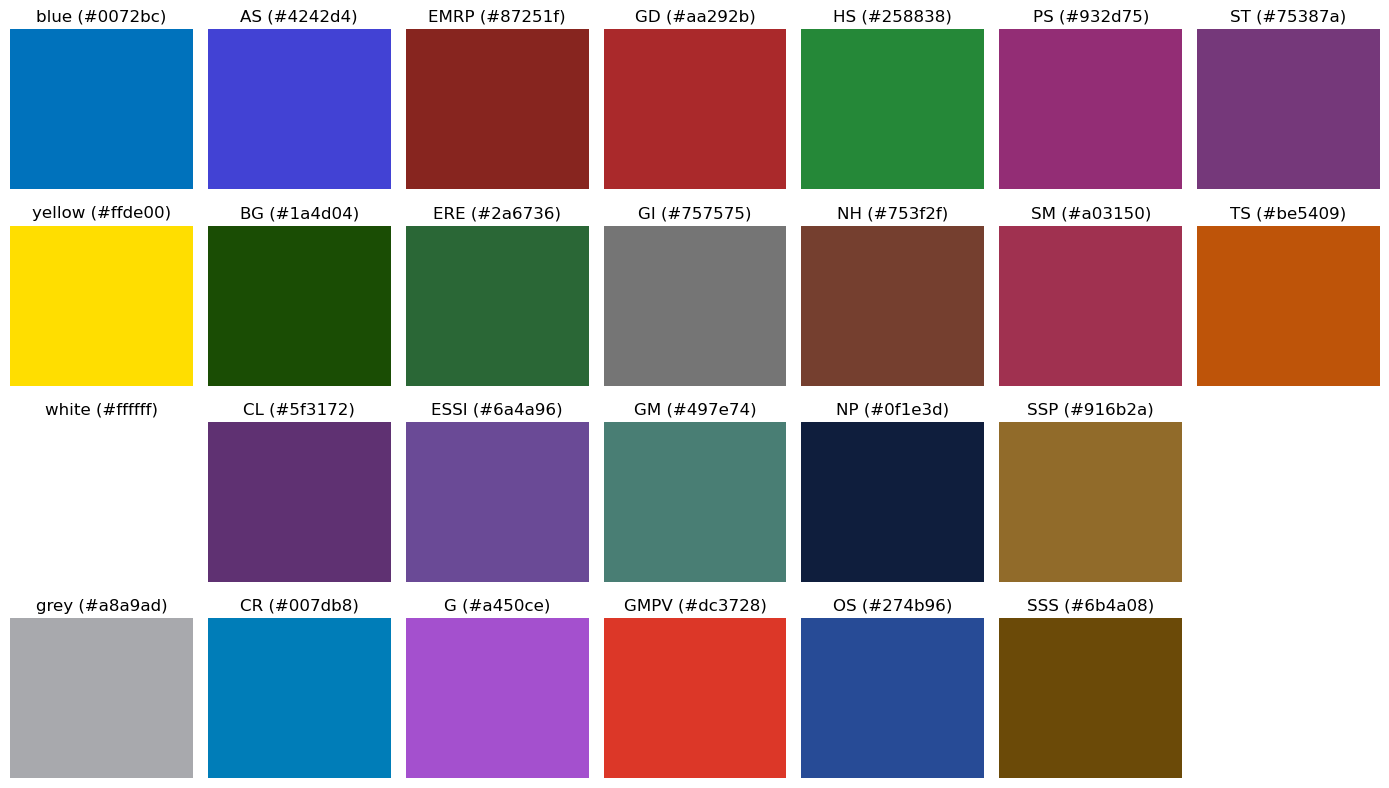 blue (#0072bc) AS (#4242d4) EMRP (#87251f) GD (#aa292b) HS (#258838) PS (#932d75) ST (#75387a)
yellow (#ffde00) BG (#1a4d04) ERE (#2a6736) GI (#757575) NH (#753f2f) SM (#a03150) TS (#be5409)
white (#ffffff) CL (#5f3172) ESSI (#6a4a96) GM (#497e74) NP (#0f1e3d) SSP (#916b2a)
grey (#a8a9ad) CR (#007db8) G (#a450ce) GMPV (#dc3728) OS (#274b96) SSS (#6b4a08)